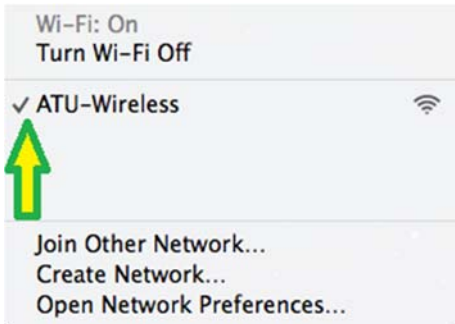 Wi-Fi: On
Turn Wi-Fi Off
✓ ATU-Wireless
Join Other Network...
Create Network...
Open Network Preferences...